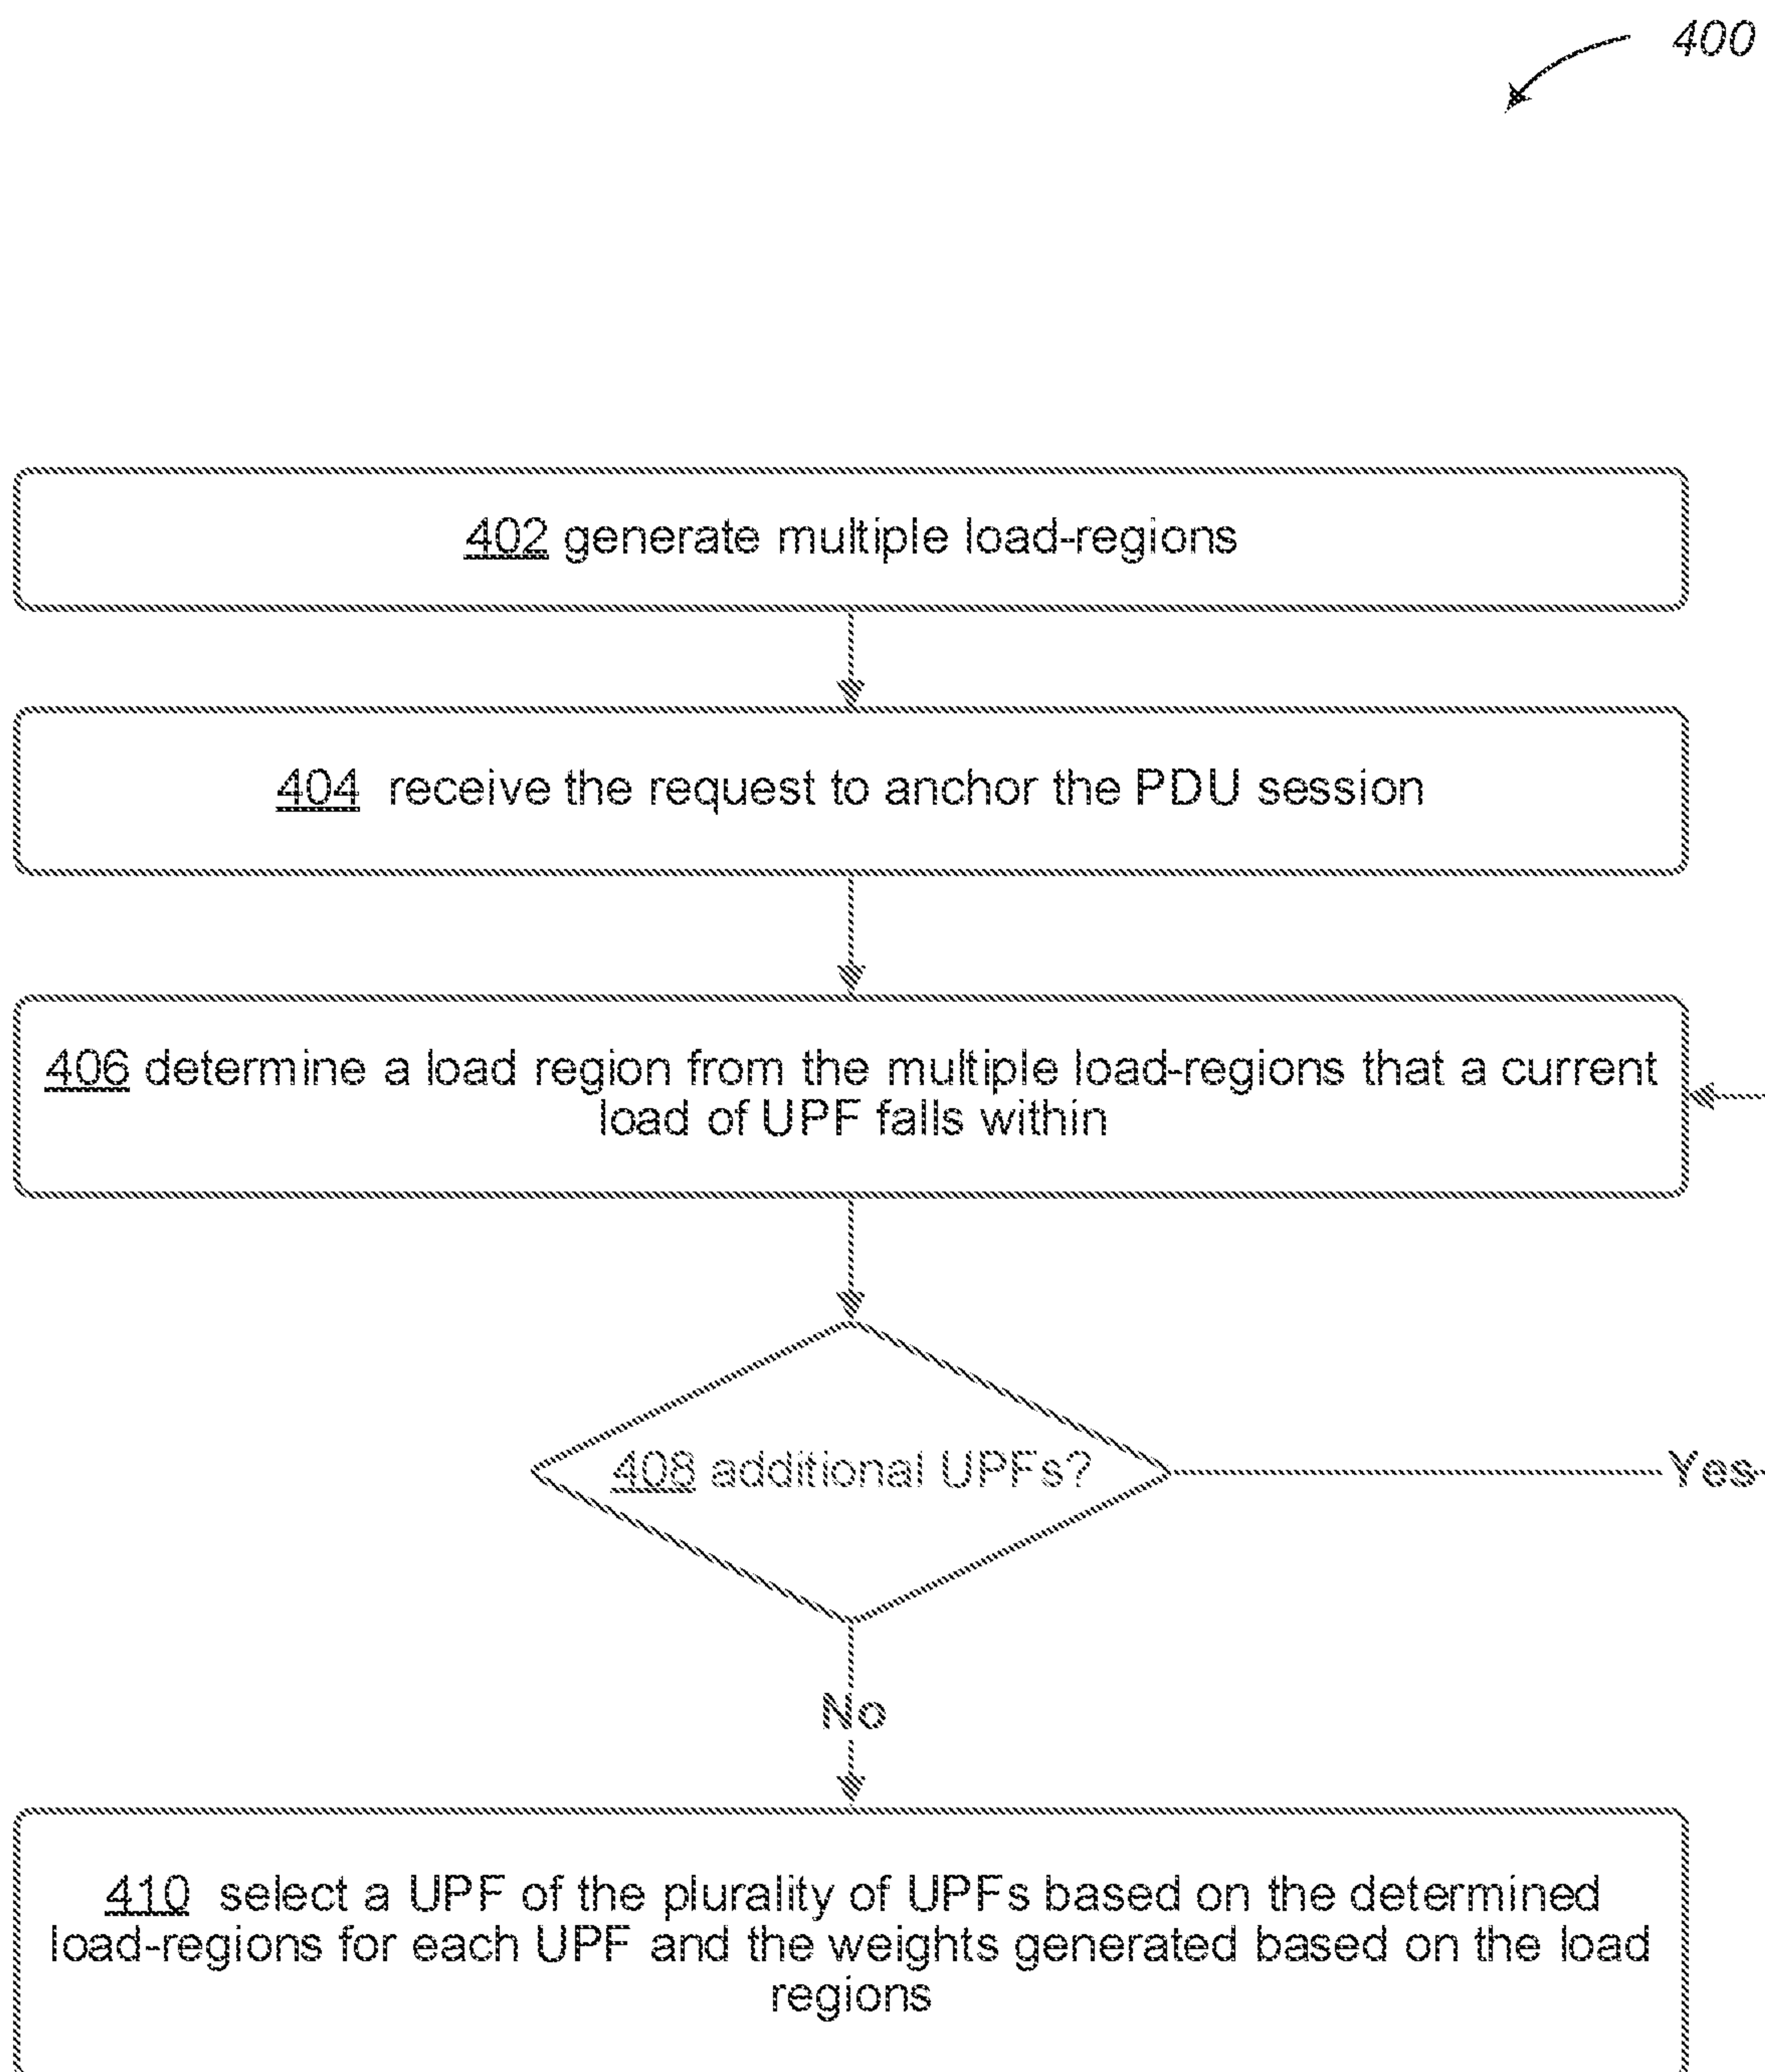 400
402 generate multiple load-regions
404 receive the request to anchor the PDU session
406 determine a load region from the multiple load-regions that a current
load of UPF falls within
408 additional UPFs?
Yes
No
410 select a UPF of the plurality of UPFs based on the determined
load-regions for each UPF and the weights generated based on the load
regions